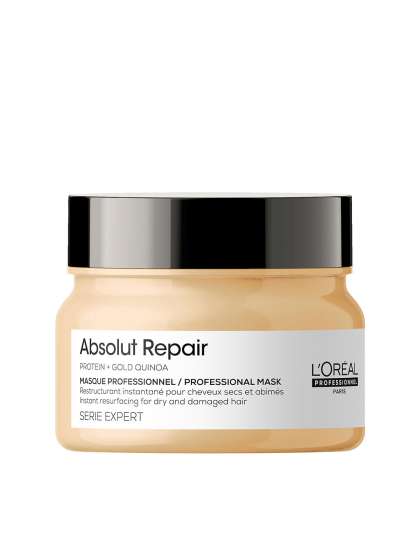 Absolut Repair
PROTEIN + GOLD QUINOA
MASQUE PROFESSIONNEL / PROFESSIONAL MASK
Restructurant instantané pour cheveux secs et abîmés
Instant resurfacing for dry and damaged hair
SERIE EXPERT
L'ORÉAL
PROFESSIONNEL
PARIS